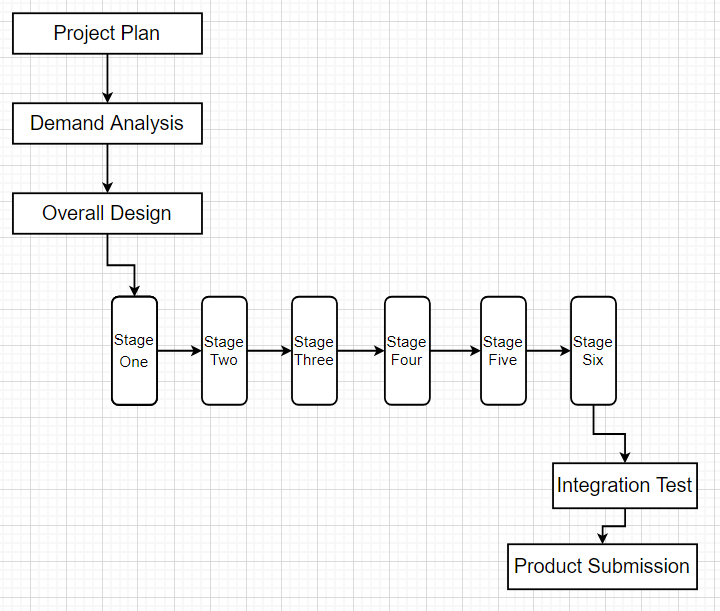 Project Plan
Demand Analysis
Overall Design
Stage
One
Stage
Two
Stage
Three
Stage
Four
Stage
Five
Stage
Six
Integration Test
Product Submission